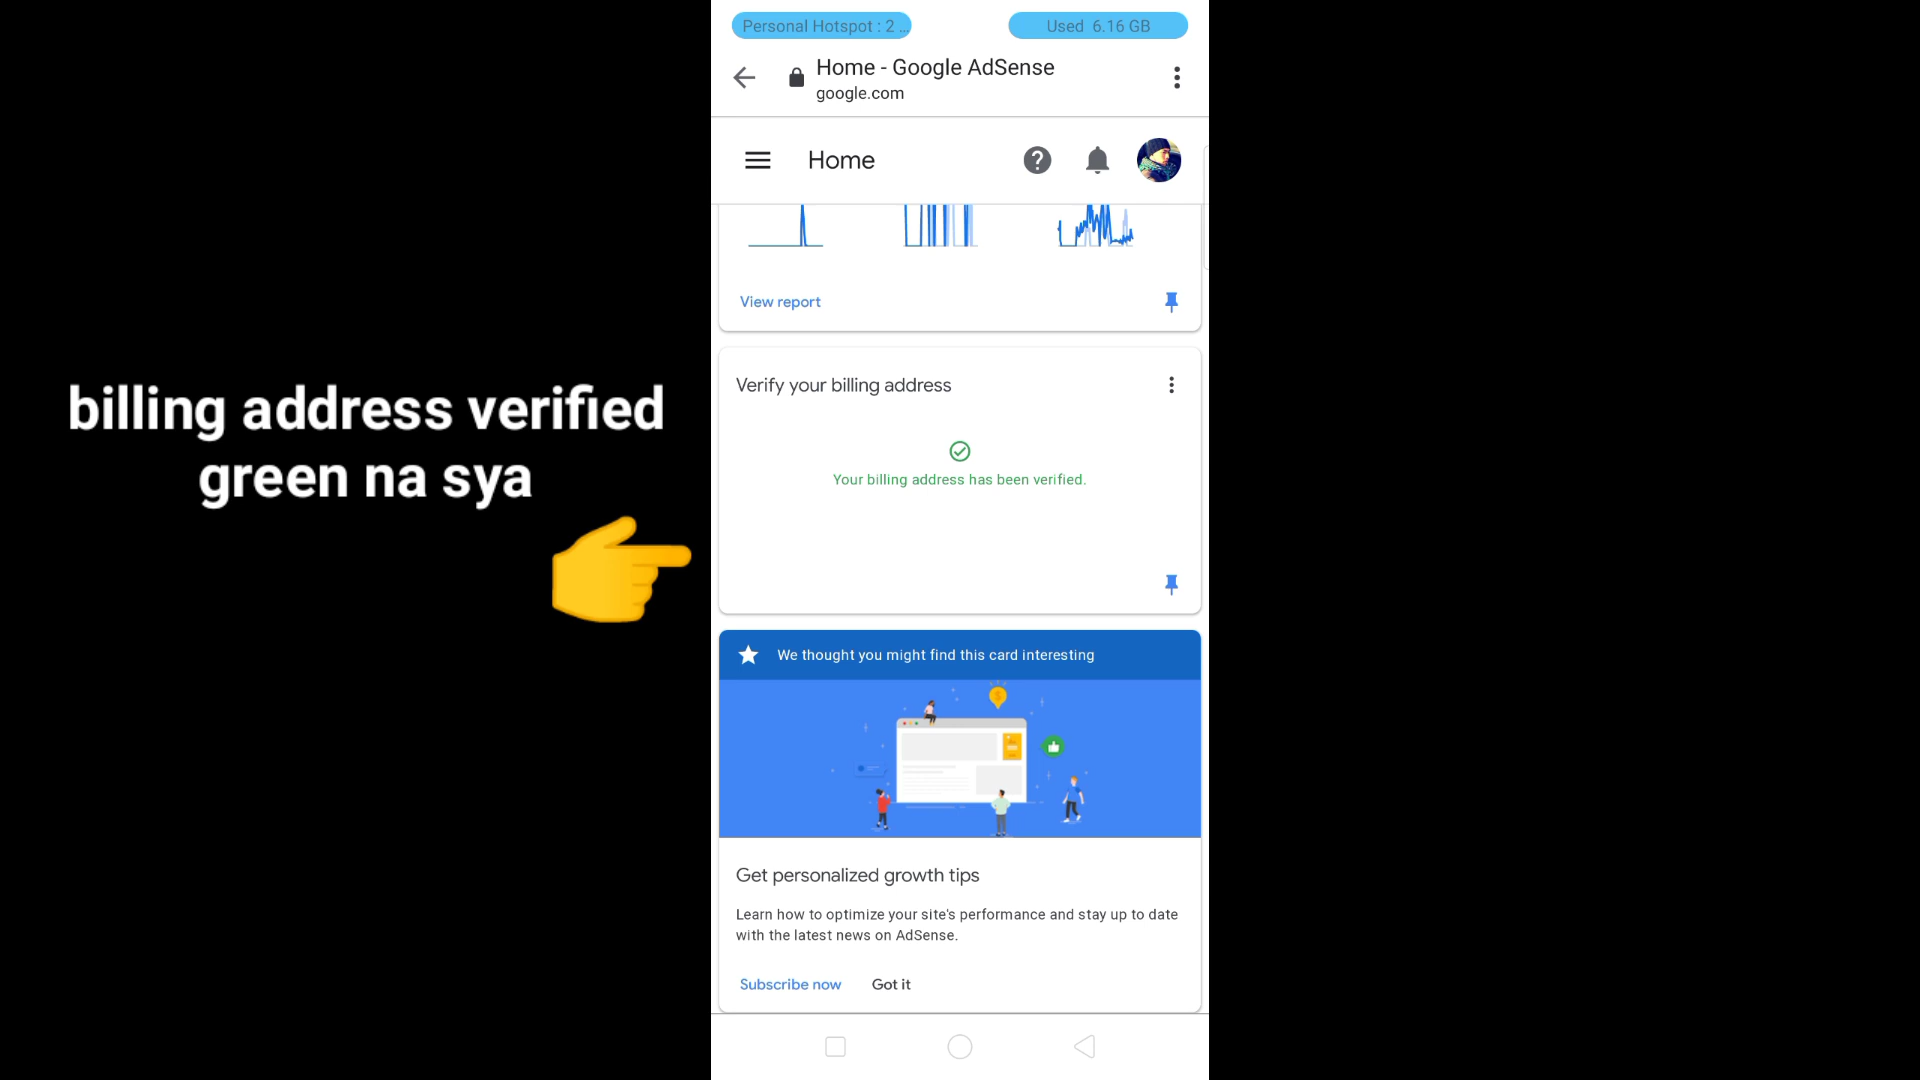 Personal Hotspot : 2 ...
Used 6.16 GB
Home - Google AdSense
google.com
Home
View report
billing address verified
green na sya
Verify your billing address
Your billing address has been verified.
We thought you might find this card interesting
Get personalized growth tips
Learn how to optimize your site's performance and stay up to date
with the latest news on AdSense.
Subscribe now
Got it